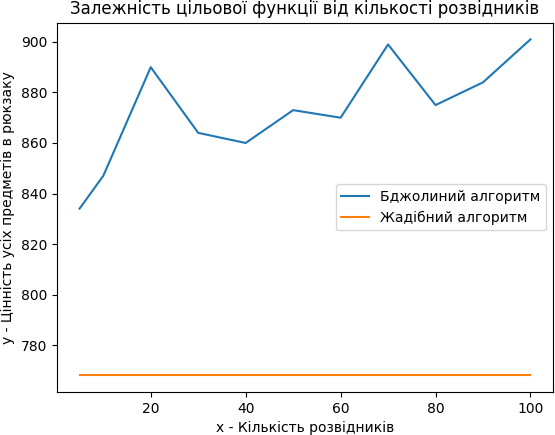 Залежність цільової функції від кількості розвідників
y - Цінність усіх предметів в рюкзаку
900
880
860
840
820
800
780
Бджолиний алгоритм
Жадібний алгоритм
20
40
60
80
100
x - Кількість розвідників